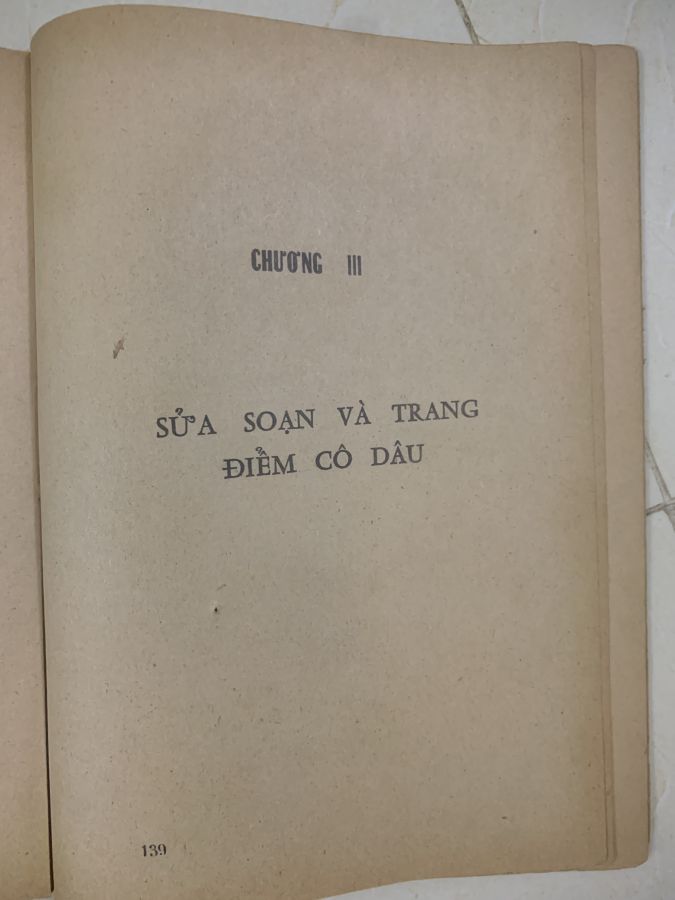 CHƯƠNG III
SỬA SOẠN VÀ TRANG
ĐIỂM CÔ DÂU
139